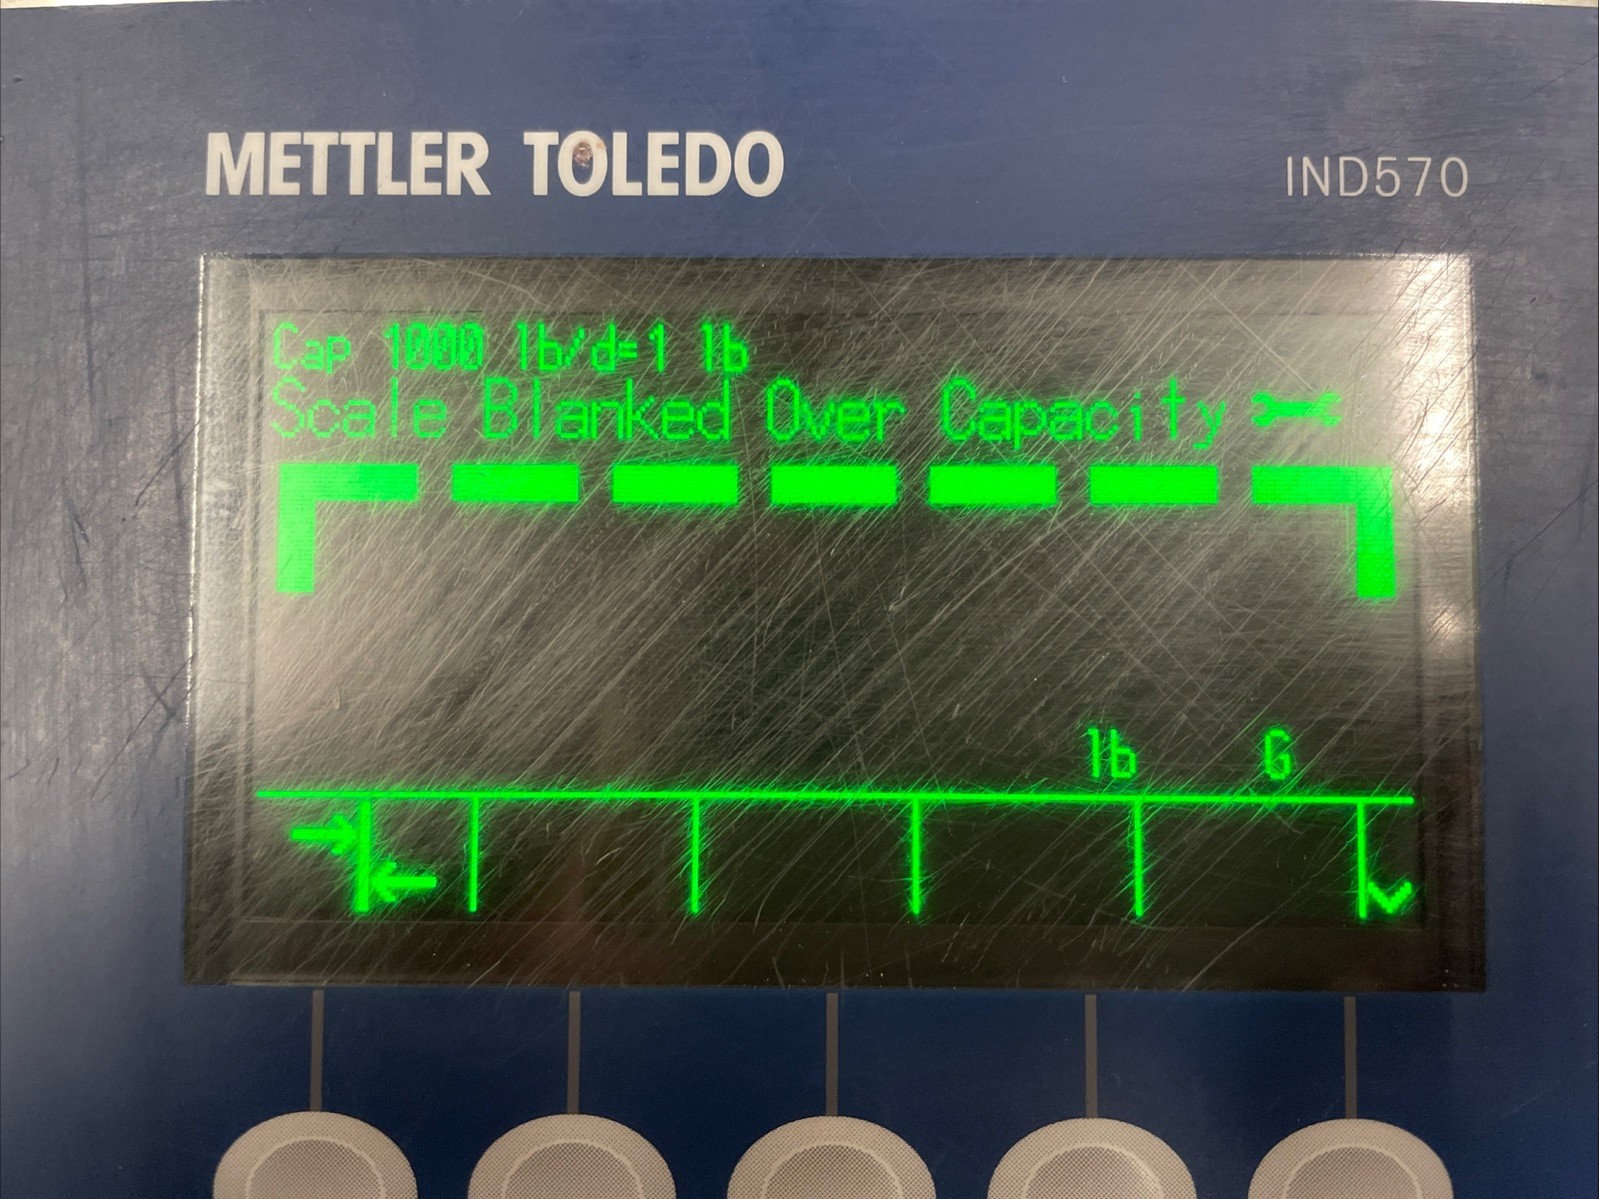 METTLER TOLEDO IND570
Cap 1000 lb/d=1 lb
Scale Blanked Over Capacity
lb G